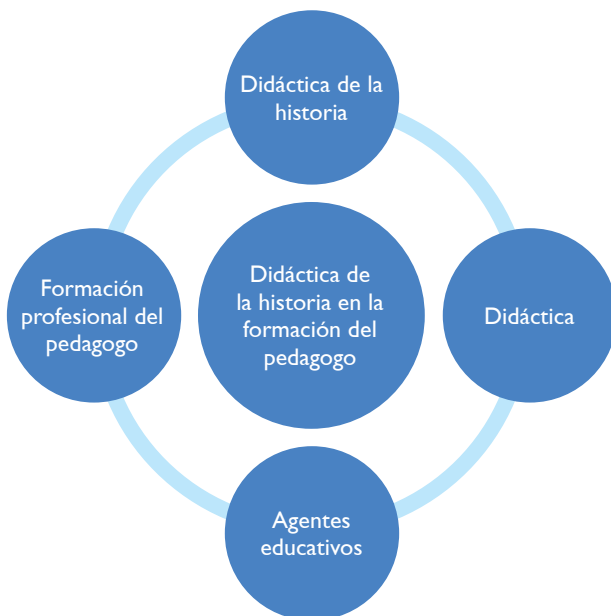 Didáctica de la
historia
Formación
profesional del
pedagogo
Didáctica de
la historia en la
formación del
pedagogo
Didáctica
Agentes
educativos